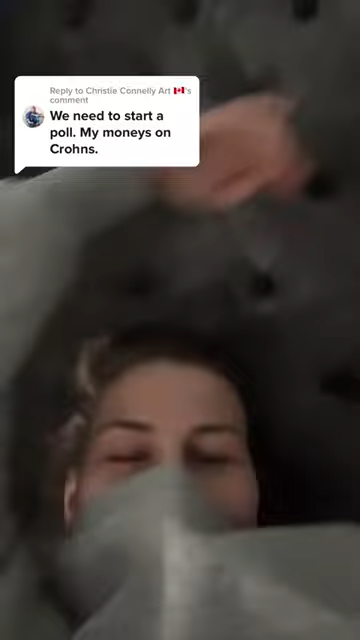 Reply to Christie Connelly Art 🇨🇦's
comment
We need to start a
poll. My moneys on
Crohns.